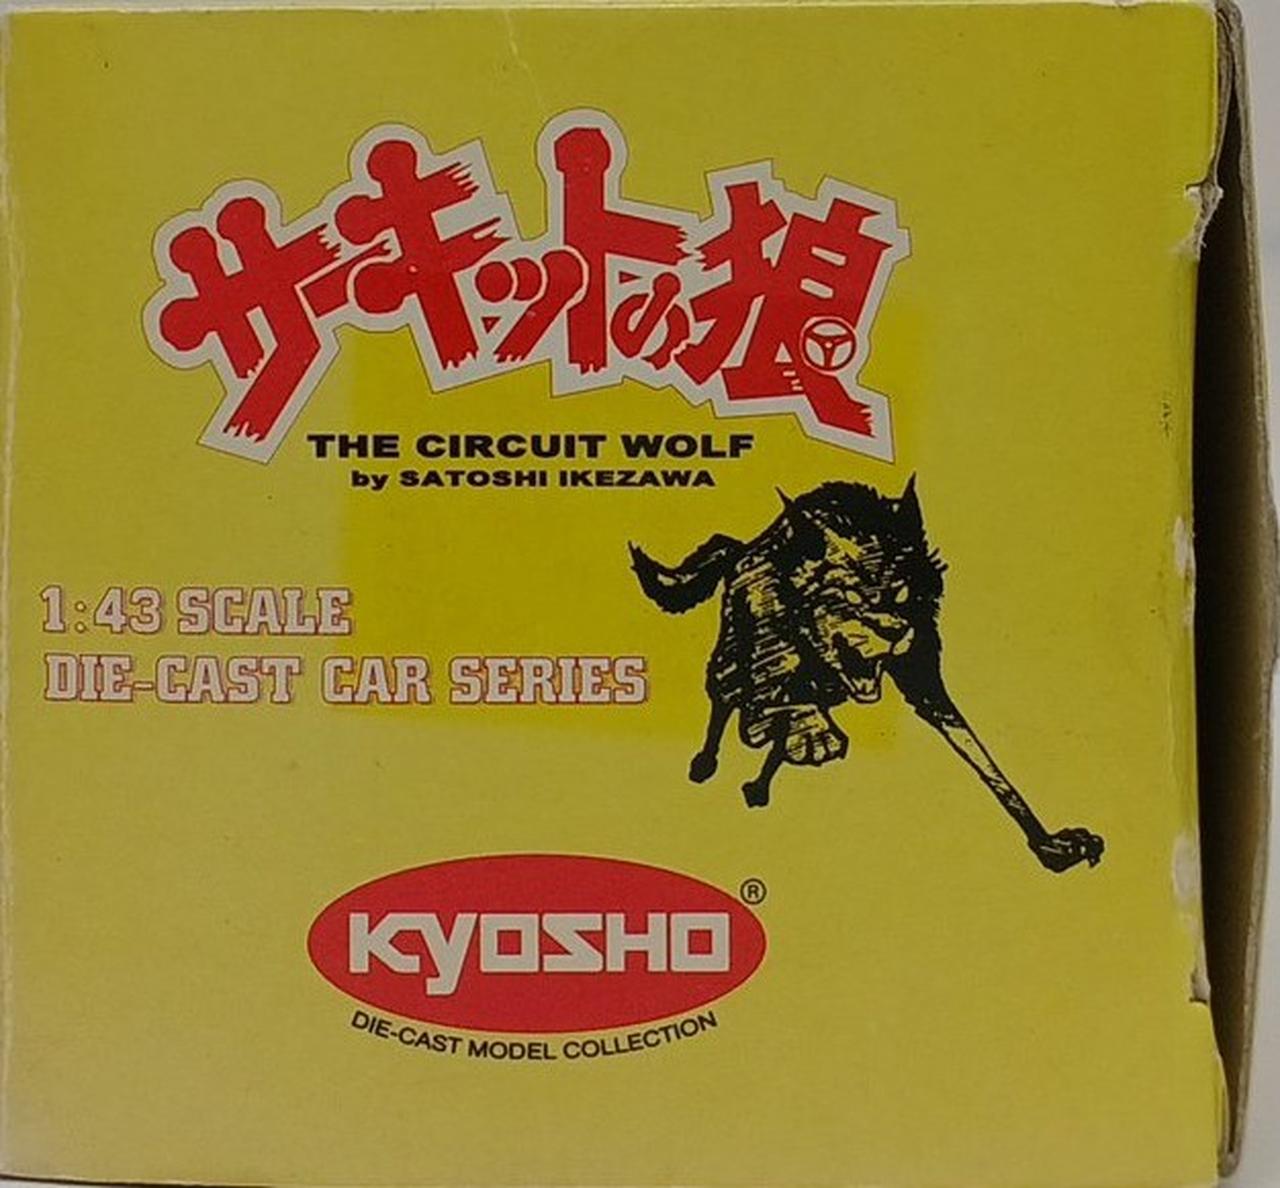 サーキットの狼
THE CIRCUIT WOLF
by SATOSHI IKEZAWA
1:43 SCALE
DIE-CAST CAR SERIES
KYOSHO ®
DIE-CAST MODEL COLLECTION